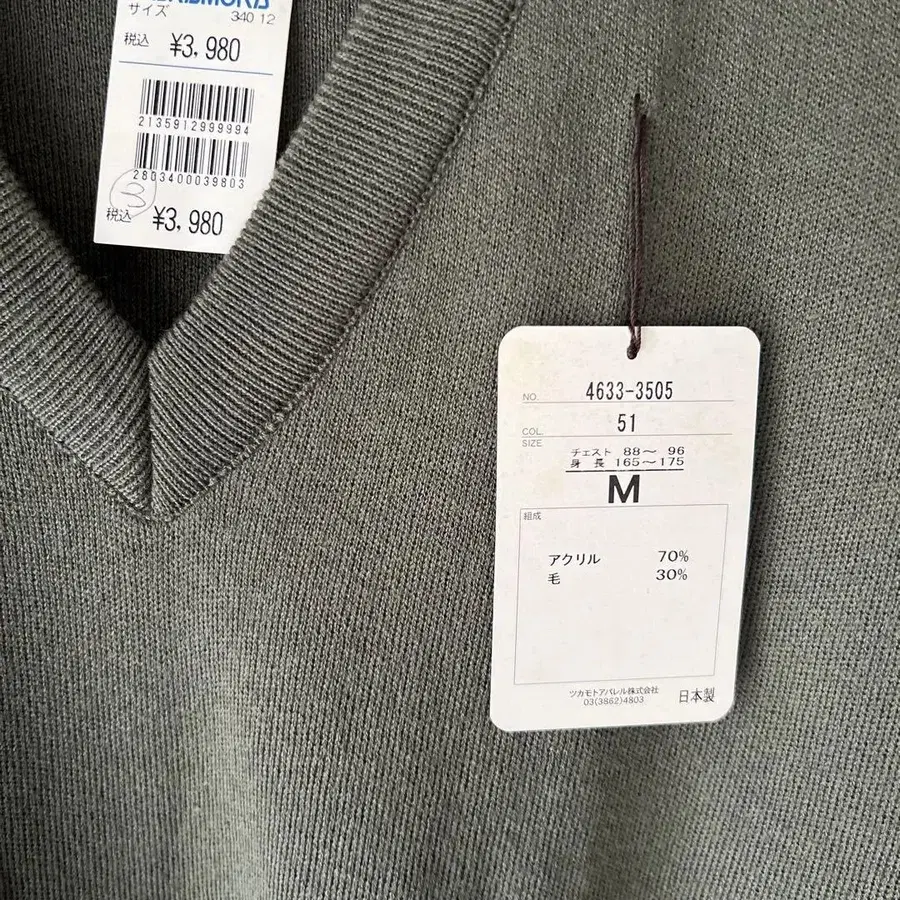 サイズ
340 12
税込 ¥3,980
2135912999994
2803400039803
3
税込 ¥3,980
NO. 4633-3505
COL. 51
SIZE
チェスト 88～ 96
身長 165～175
M
組成
アクリル 70%
毛 30%
ツカモトアパレル株式会社
03(3862)4803
日本製